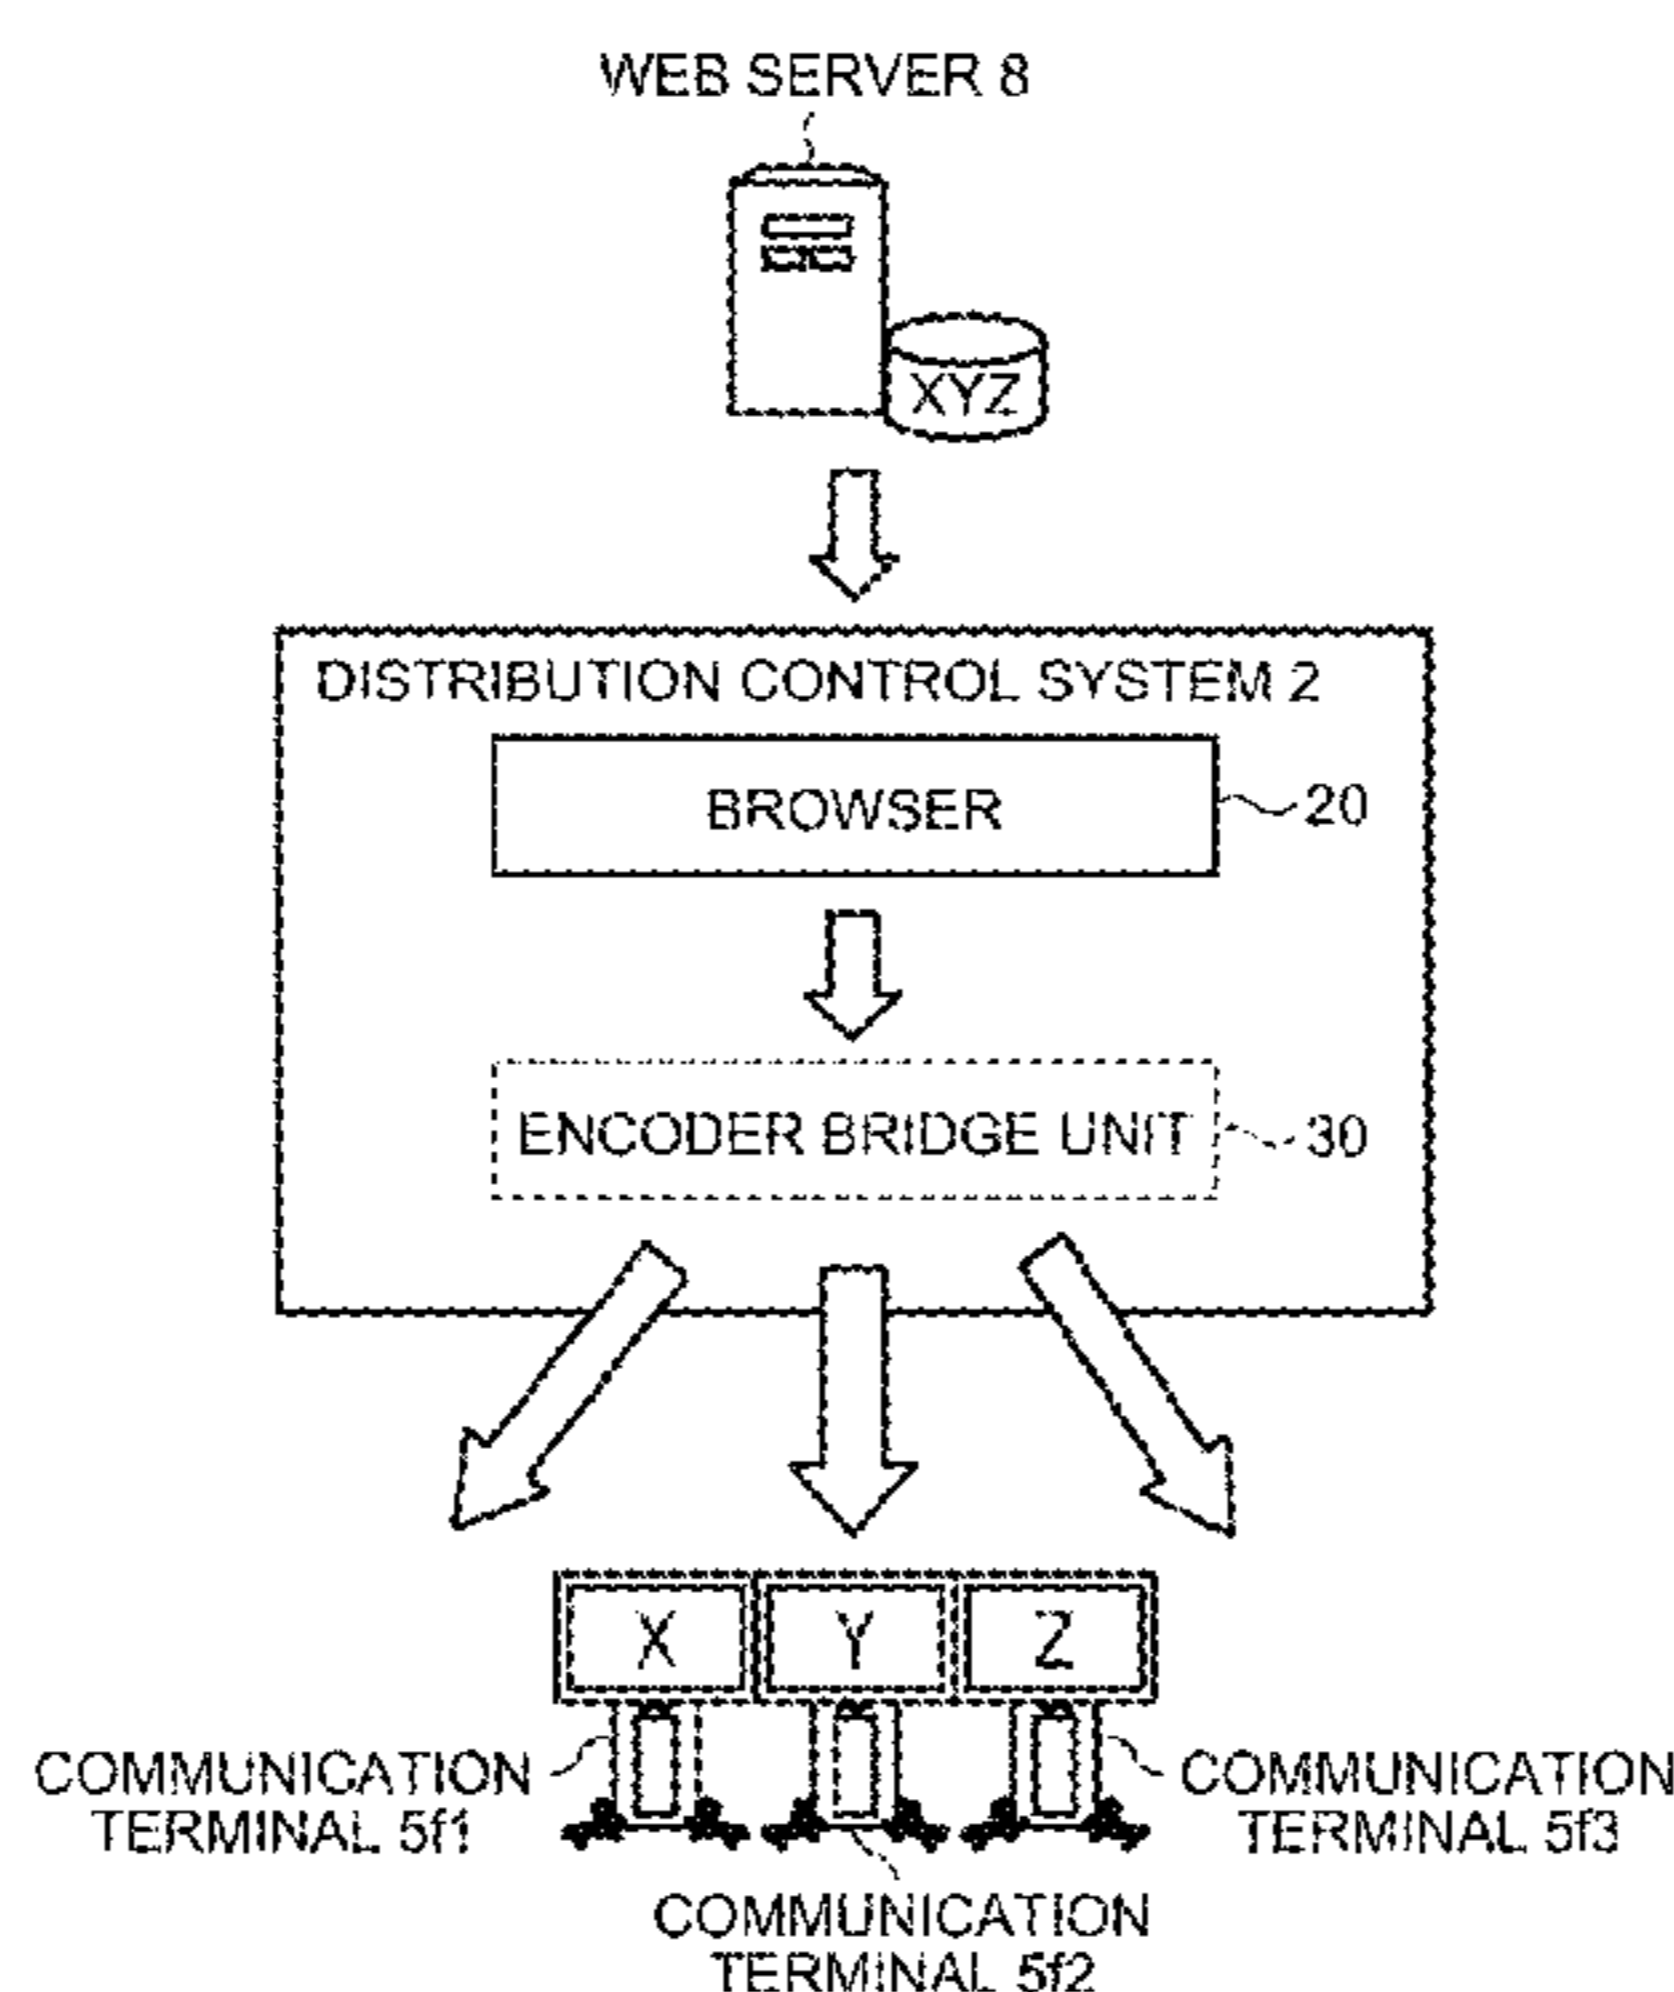 WEB SERVER 8
XYZ
DISTRIBUTION CONTROL SYSTEM 2
BROWSER
20
ENCODER BRIDGE UNIT
30
X
Y
Z
COMMUNICATION
TERMINAL 5f1
COMMUNICATION
TERMINAL 5f3
COMMUNICATION
TERMINAL 5f2